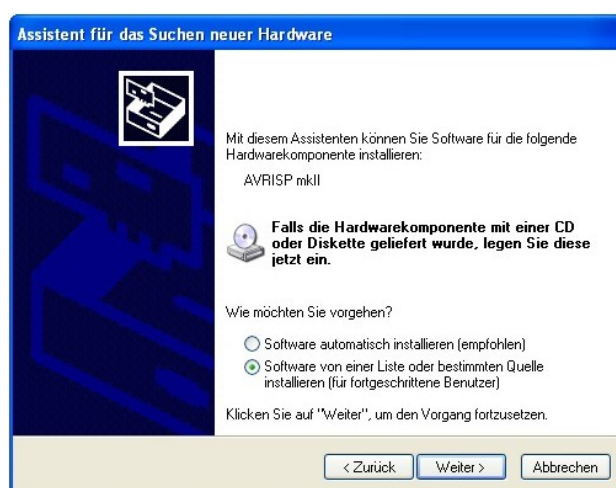 Assistent für das Suchen neuer Hardware
Mit diesem Assistenten können Sie Software für die folgende
Hardwarekomponente installieren:
AVRISP mkII
Falls die Hardwarekomponente mit einer CD
oder Diskette geliefert wurde, legen Sie diese
jetzt ein.
Wie möchten Sie vorgehen?
Software automatisch installieren (empfohlen)
Software von einer Liste oder bestimmten Quelle
installieren (für fortgeschrittene Benutzer)
Klicken Sie auf "Weiter", um den Vorgang fortzusetzen.
< Zurück Weiter > Abbrechen